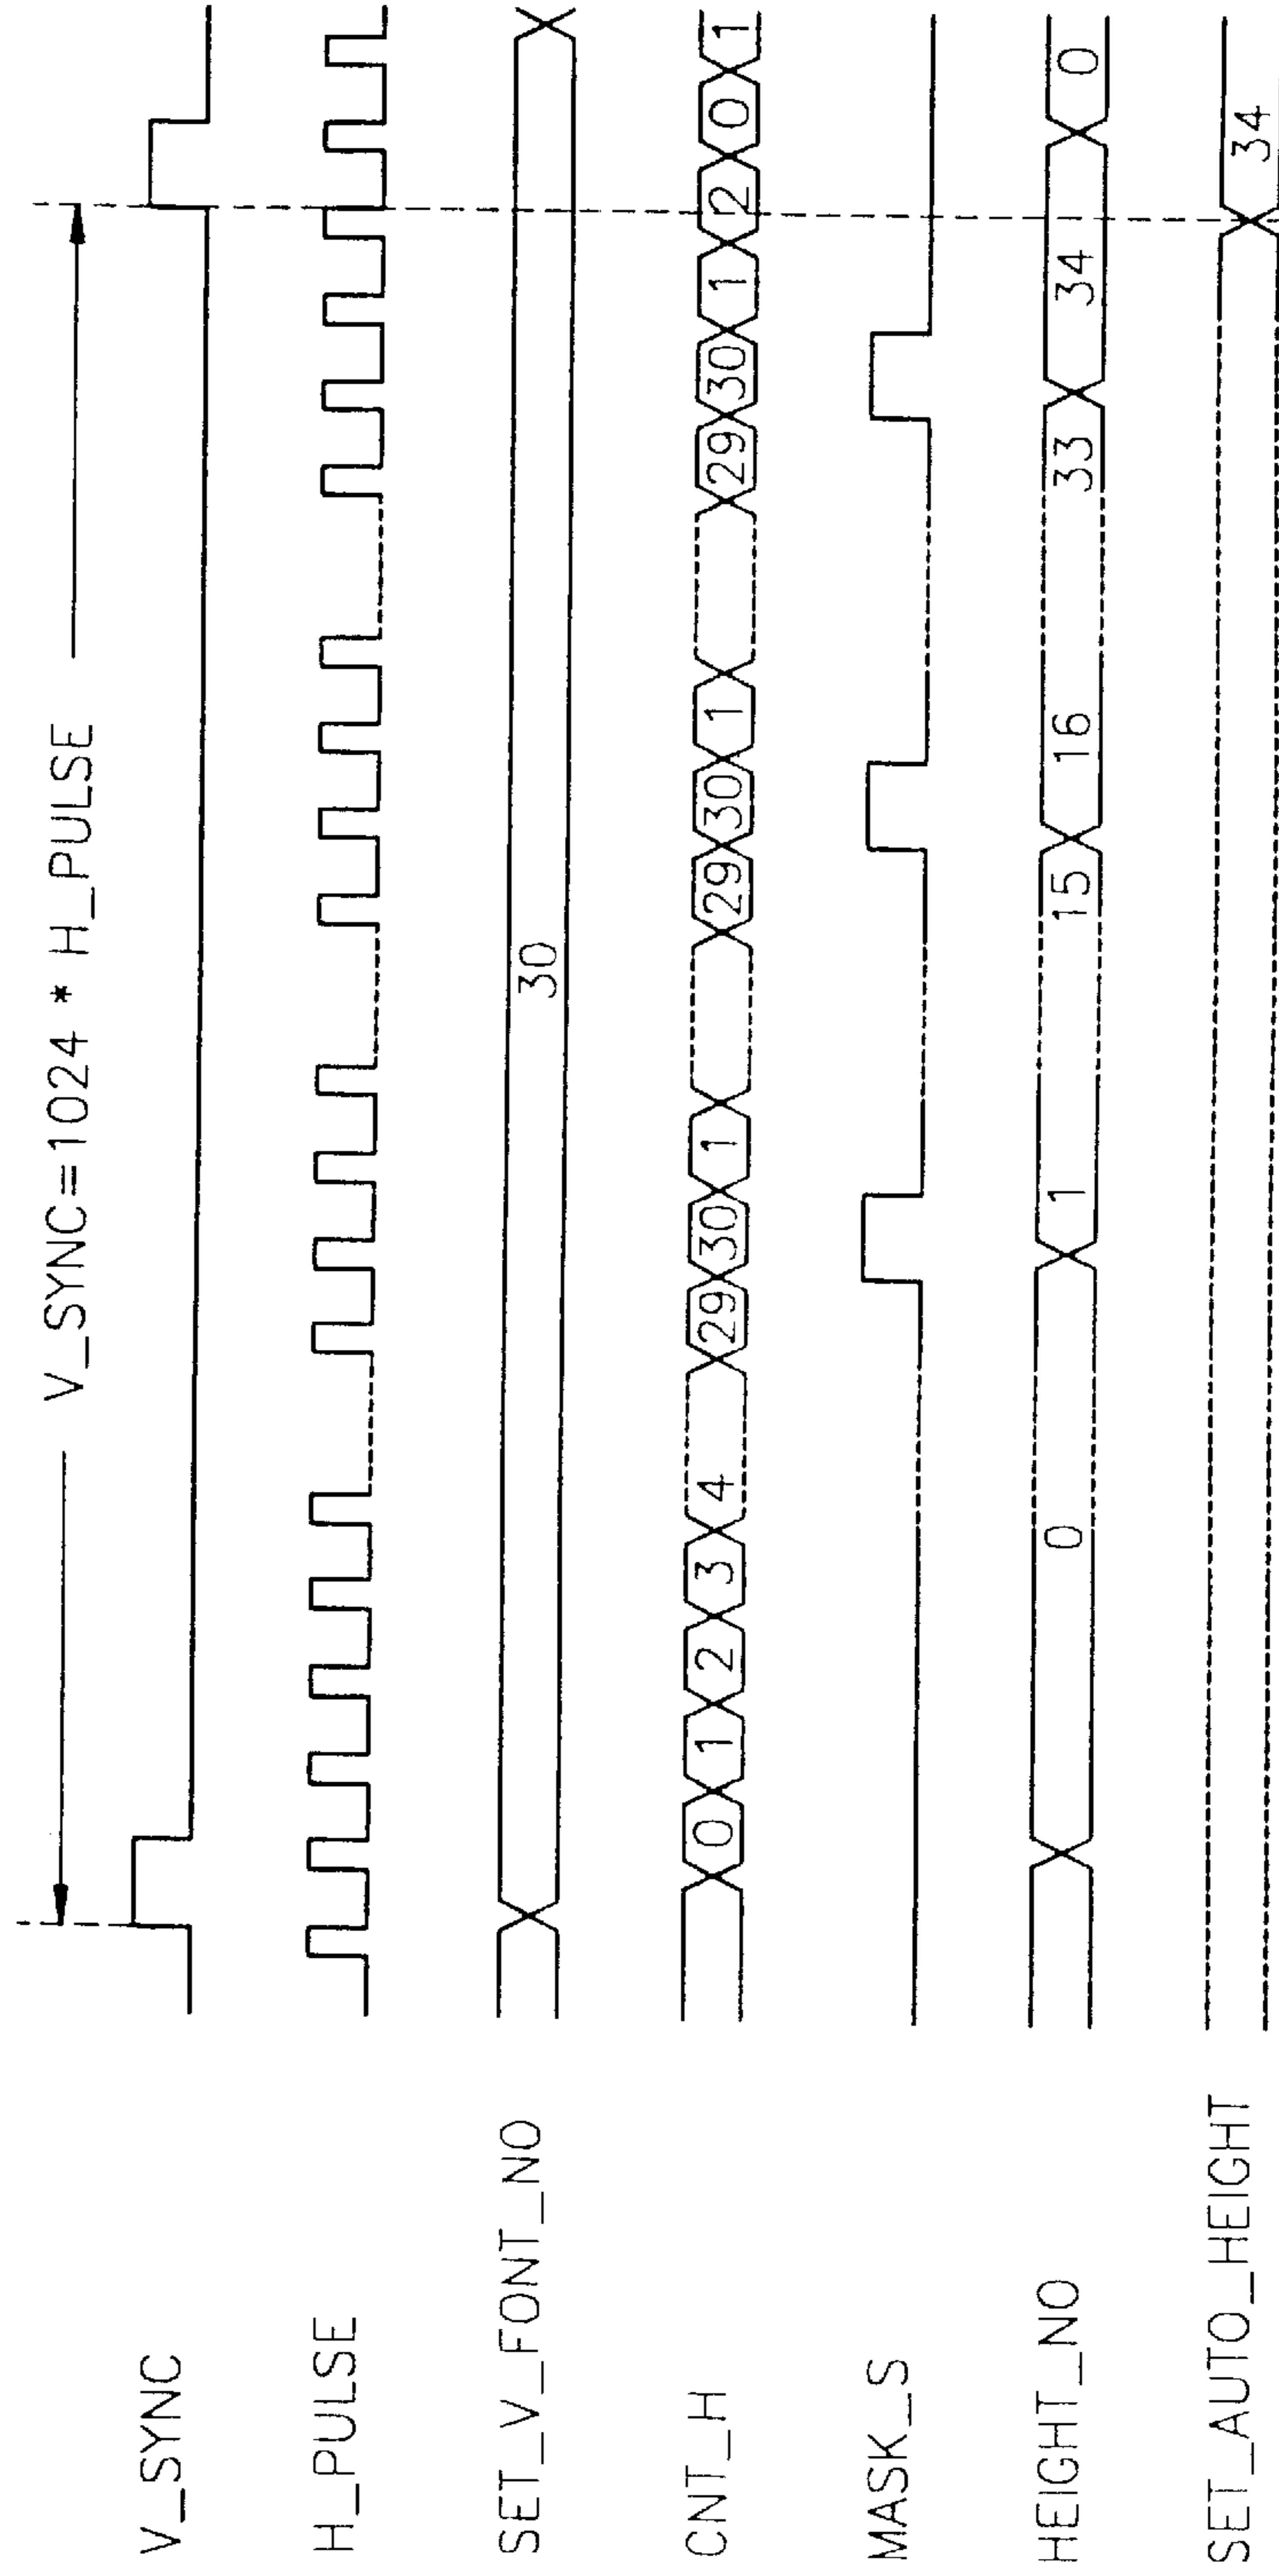 V_SYNC=1024 * H_PULSE
V_SYNC
H_PULSE
SET_V_FONT_NO
30
CNT_H
0 1 2 3 4 29 30 1 29 30 1 29 30 1 2 0 1
MASK_S
HEIGHT_NO
0 1 15 16 33 34 0
SET_AUTO_HEIGHT
34